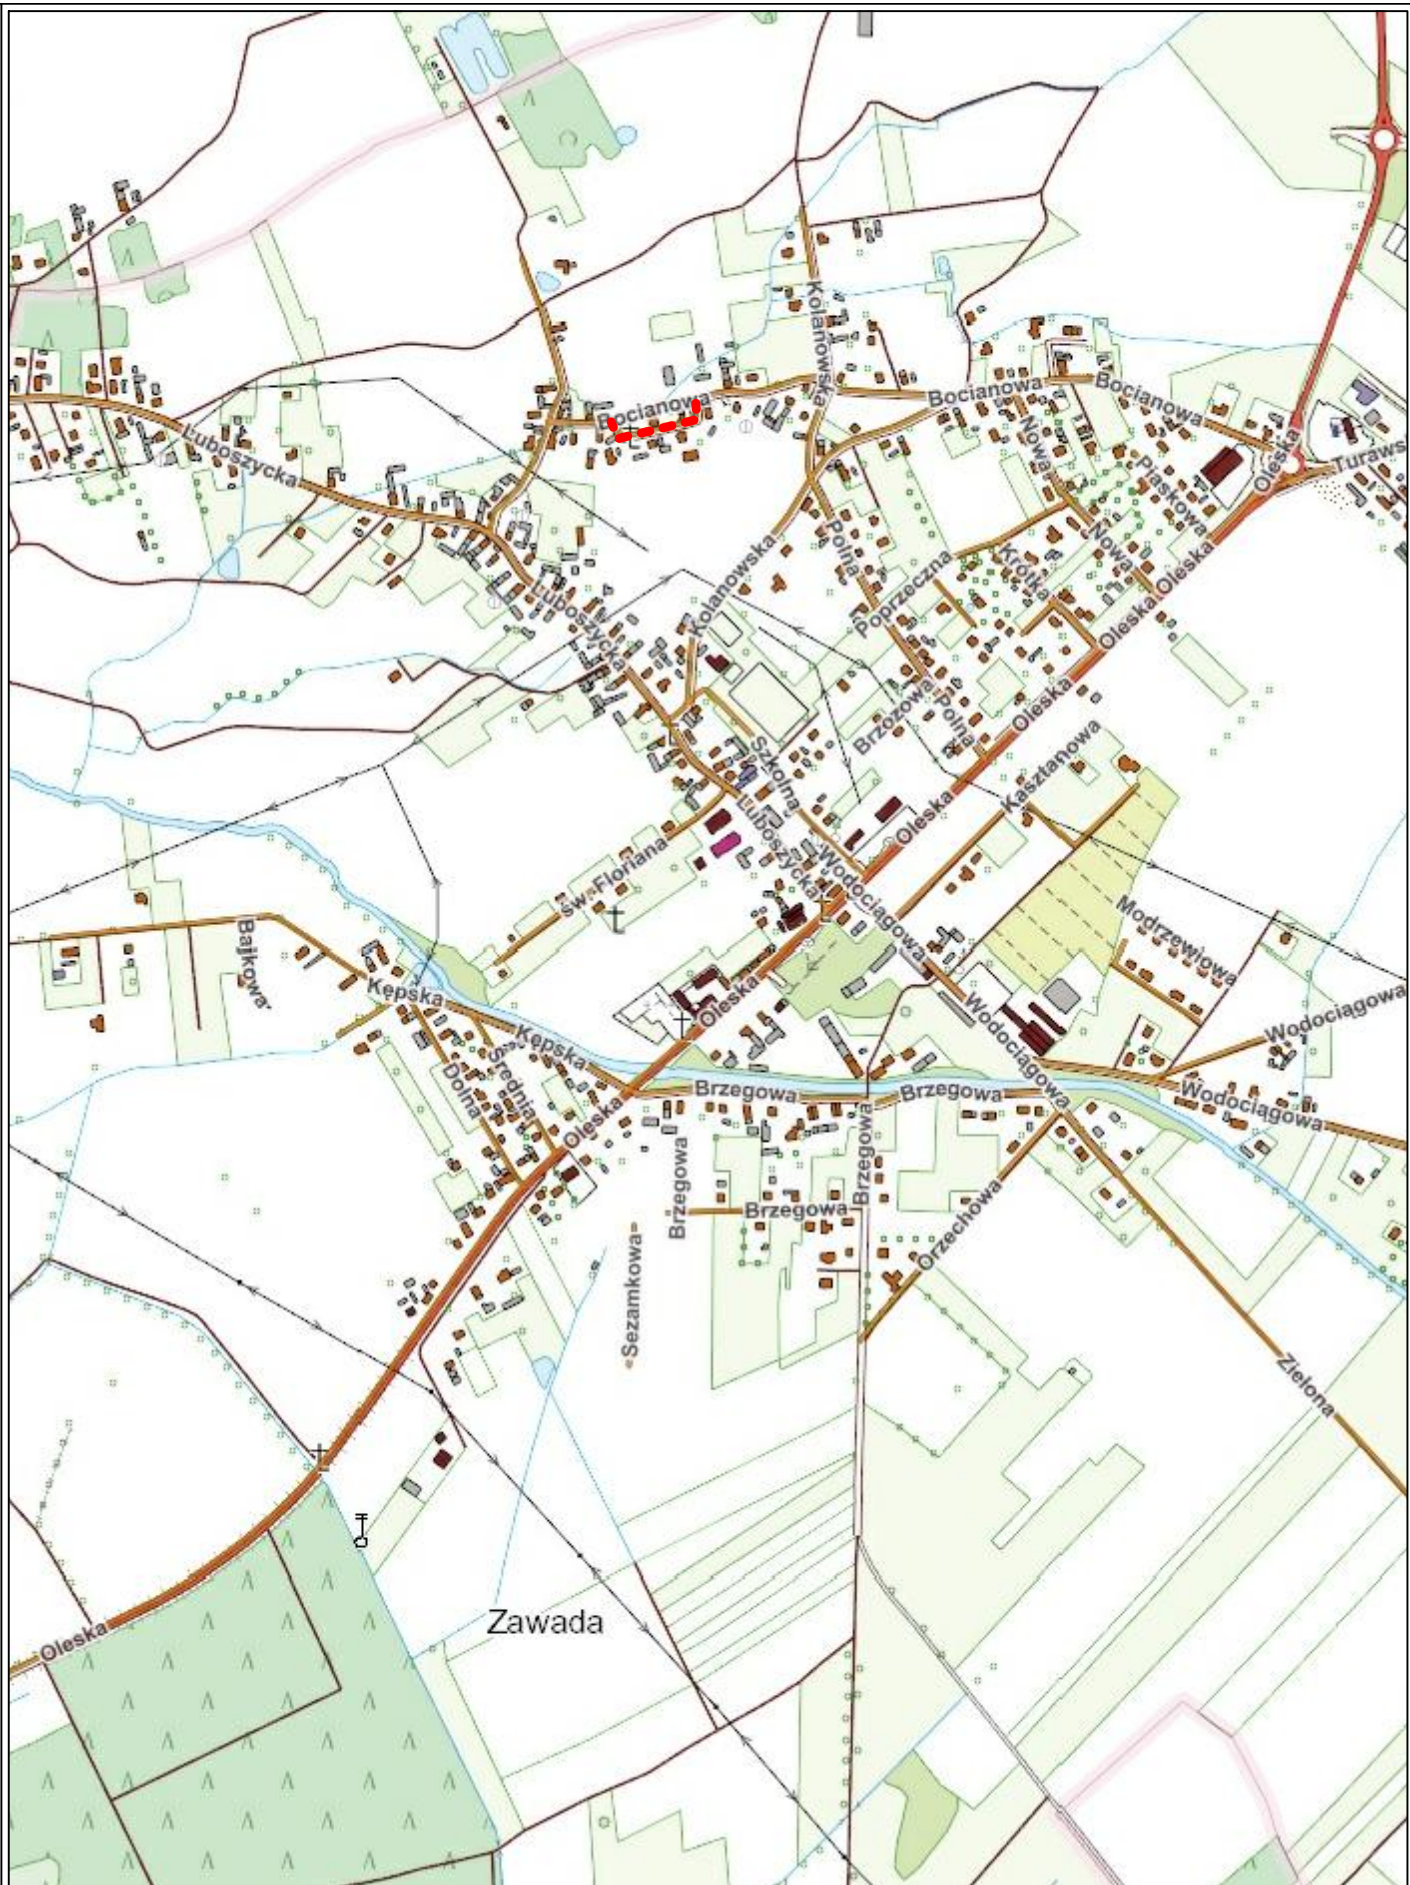 Kolanowska
Bocianowa
Bocianowa
Bocianowa
Luboszycka
Nowa
Piaskowa
Oleska
Turaws
Polna
Kolanowska
Poprzeczna
Krótka
Nowa
Oleska
Oleska
Luboszycka
Brzozowa
Polna
Oleska
Kasztanowa
Szkolna
Luboszycka
Oleska
św. Floriana
Wodociągowa
Modrzewiowa
Bajkowa
Kępska
Oleska
Wodociągowa
Wodociągowa
Kępska
Średnia
Dolna
Brzegowa
Brzegowa
Wodociągowa
Oleska
Brzegowa
Brzegowa
Brzegowa
Orzechowa
Sezamkowa
Zielona
Zawada
Oleska